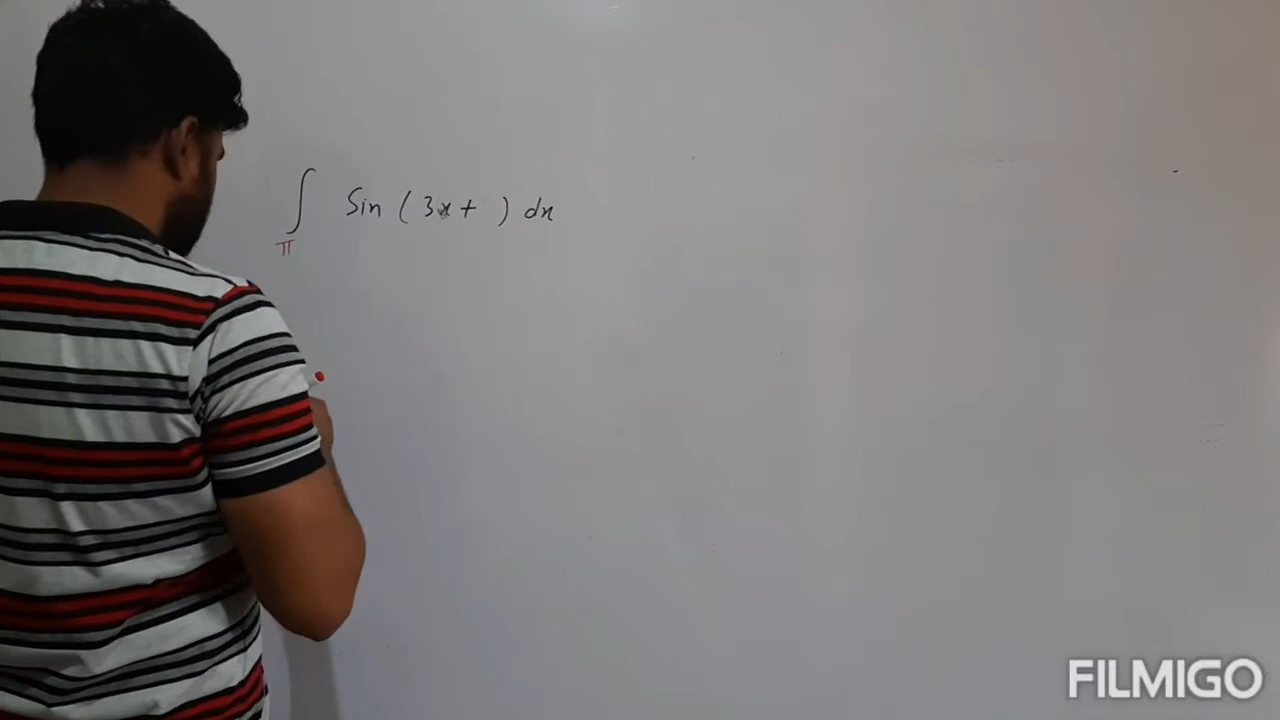 ∫ Sin ( 3x + ) dx
π
FILMIGO